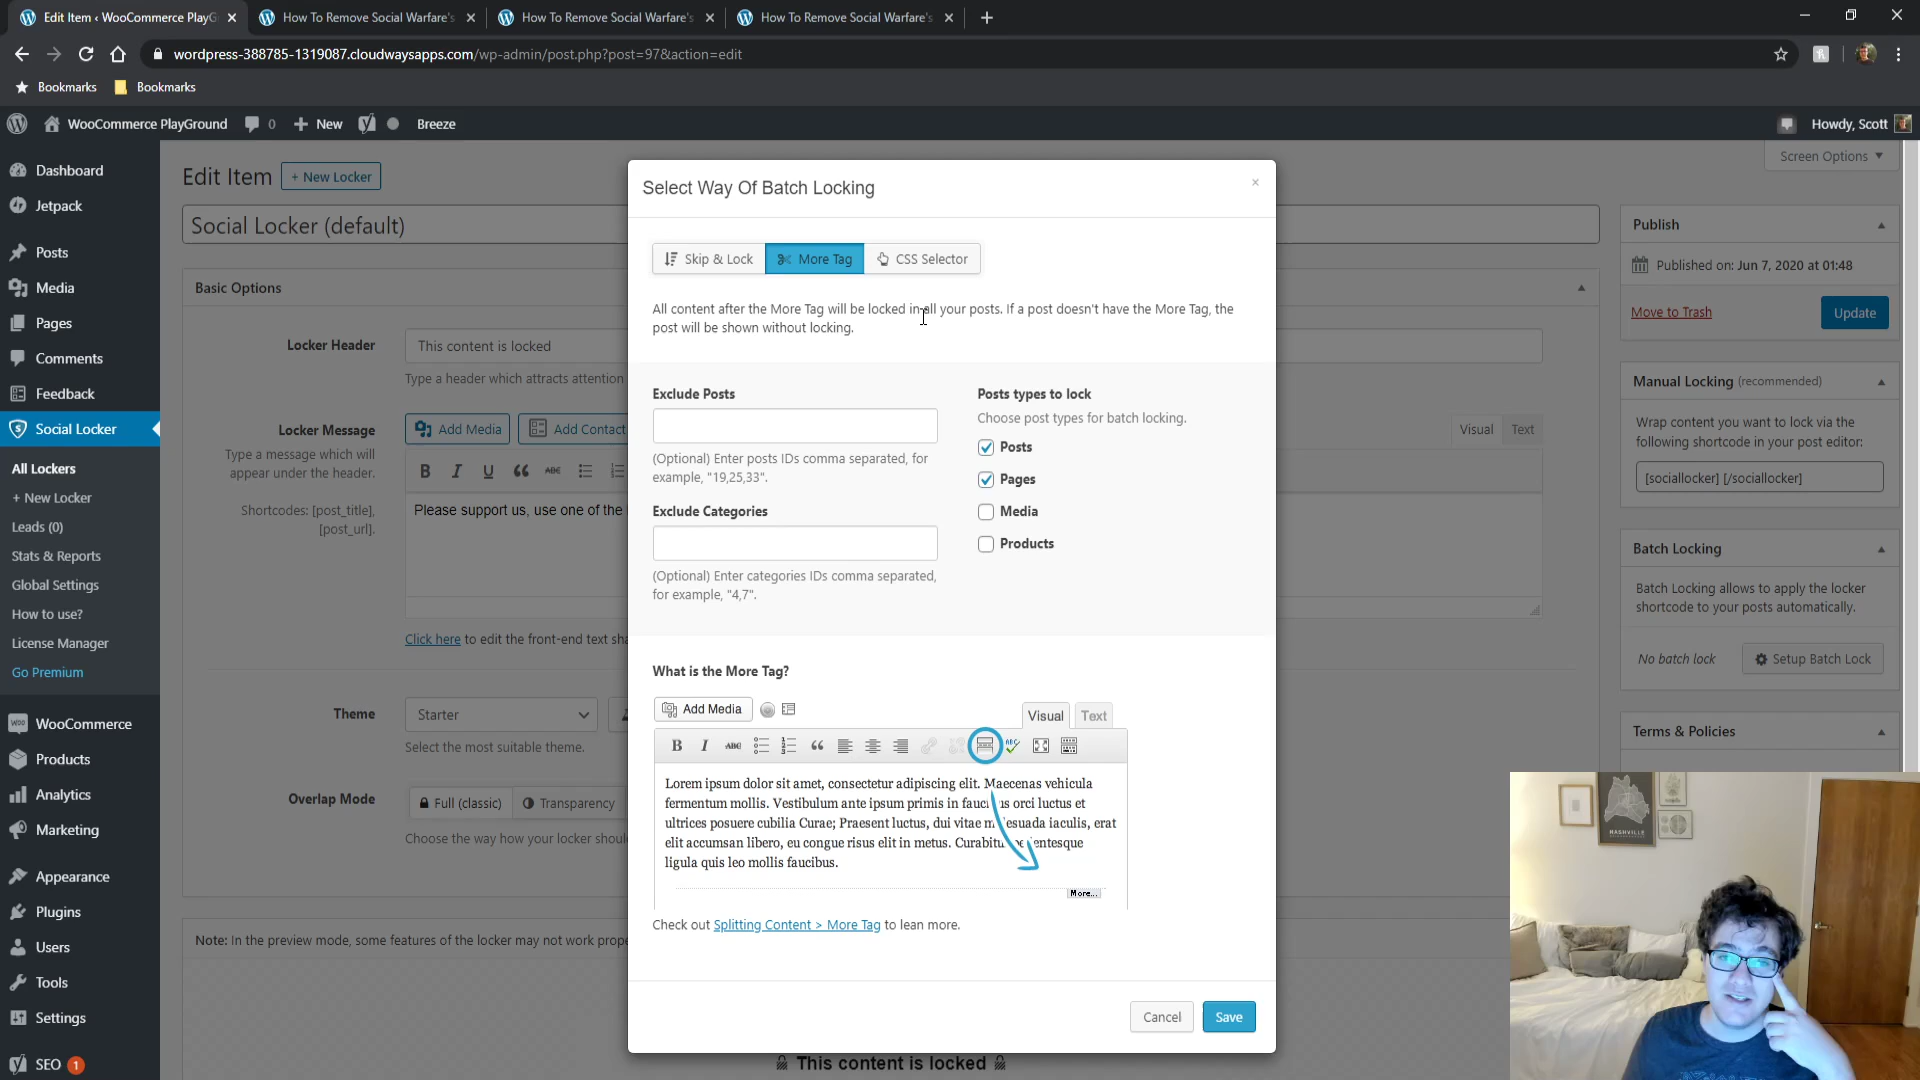 Edit Item ‹ WooCommerce PlayG
How To Remove Social Warfare's
How To Remove Social Warfare's
How To Remove Social Warfare's
wordpress-388785-1319087.cloudwaysapps.com/wp-admin/post.php?post=97&action=edit
Bookmarks
Bookmarks
WooCommerce PlayGround
0
New
Breeze
Howdy, Scott
Dashboard
Jetpack
Posts
Media
Pages
Comments
Feedback
Social Locker
All Lockers
+ New Locker
Leads (0)
Stats & Reports
Global Settings
How to use?
License Manager
Go Premium
WooCommerce
Products
Analytics
Marketing
Appearance
Plugins
Users
Tools
Settings
SEO 1
Edit Item
+ New Locker
Screen Options
Social Locker (default)
Basic Options
Locker Header
This content is locked
Type a header which attracts attention
Locker Message
Type a message which will
appear under the header.
Shortcodes: [post_title],
[post_url].
Add Media
Add Contact
Visual
Text
Please support us, use one of the
Click here to edit the front-end text sha
Theme
Starter
Select the most suitable theme.
Overlap Mode
Full (classic)
Transparency
Choose the way how your locker should
Note: In the preview mode, some features of the locker may not work prope
This content is locked
Select Way Of Batch Locking
×
Skip & Lock
More Tag
CSS Selector
All content after the More Tag will be locked in all your posts. If a post doesn't have the More Tag, the
post will be shown without locking.
Exclude Posts
(Optional) Enter posts IDs comma separated, for
example, "19,25,33".
Exclude Categories
(Optional) Enter categories IDs comma separated,
for example, "4,7".
Posts types to lock
Choose post types for batch locking.
Posts
Pages
Media
Products
What is the More Tag?
Add Media
Visual
Text
Lorem ipsum dolor sit amet, consectetur adipiscing elit. Maecenas vehicula
fermentum mollis. Vestibulum ante ipsum primis in faucibus orci luctus et
ultrices posuere cubilia Curae; Praesent luctus, dui vitae malesuada iaculis, erat
elit accumsan libero, eu congue risus elit in metus. Curabitur pellentesque
ligula quis leo mollis faucibus.
More...
Check out Splitting Content > More Tag to lean more.
Cancel
Save
Publish
Published on: Jun 7, 2020 at 01:48
Move to Trash
Update
Manual Locking (recommended)
Wrap content you want to lock via the
following shortcode in your post editor:
[sociallocker] [/sociallocker]
Batch Locking
Batch Locking allows to apply the locker
shortcode to your posts automatically.
No batch lock
Setup Batch Lock
Terms & Policies
NASHVILLE